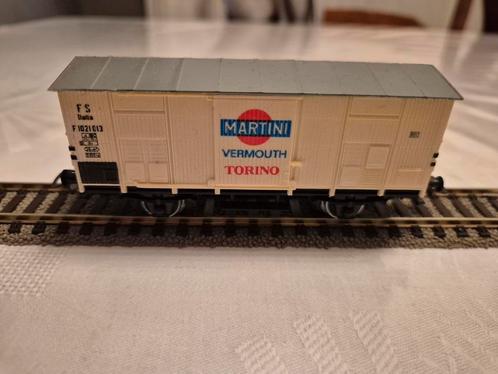 F S
Italia
F 1021013
MARTINI
VERMOUTH
TORINO